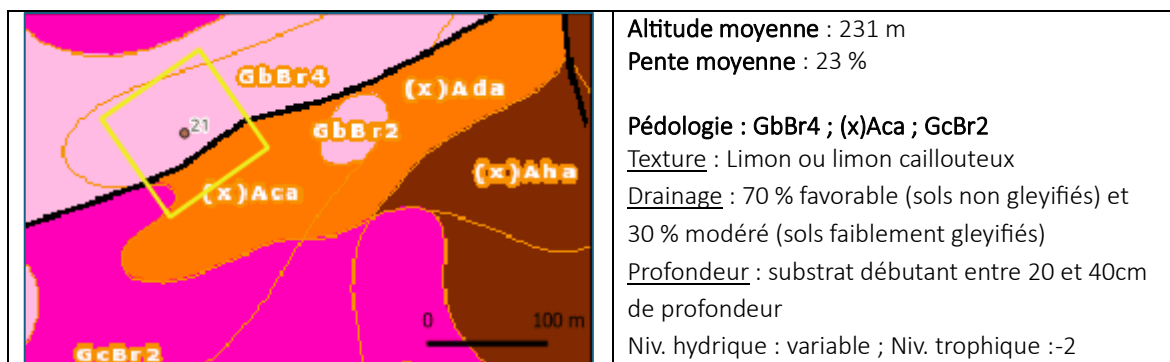 GbBr4
(x)Ada
21
GbBr2
(x)Aha
(x)Aca
0 100 m
GcBr2
Altitude moyenne : 231 m
Pente moyenne : 23 %
Pédologie : GbBr4 ; (x)Aca ; GcBr2
Texture : Limon ou limon caillouteux
Drainage : 70 % favorable (sols non gleyifiés) et
30 % modéré (sols faiblement gleyifiés)
Profondeur : substrat débutant entre 20 et 40cm
de profondeur
Niv. hydrique : variable ; Niv. trophique :-2